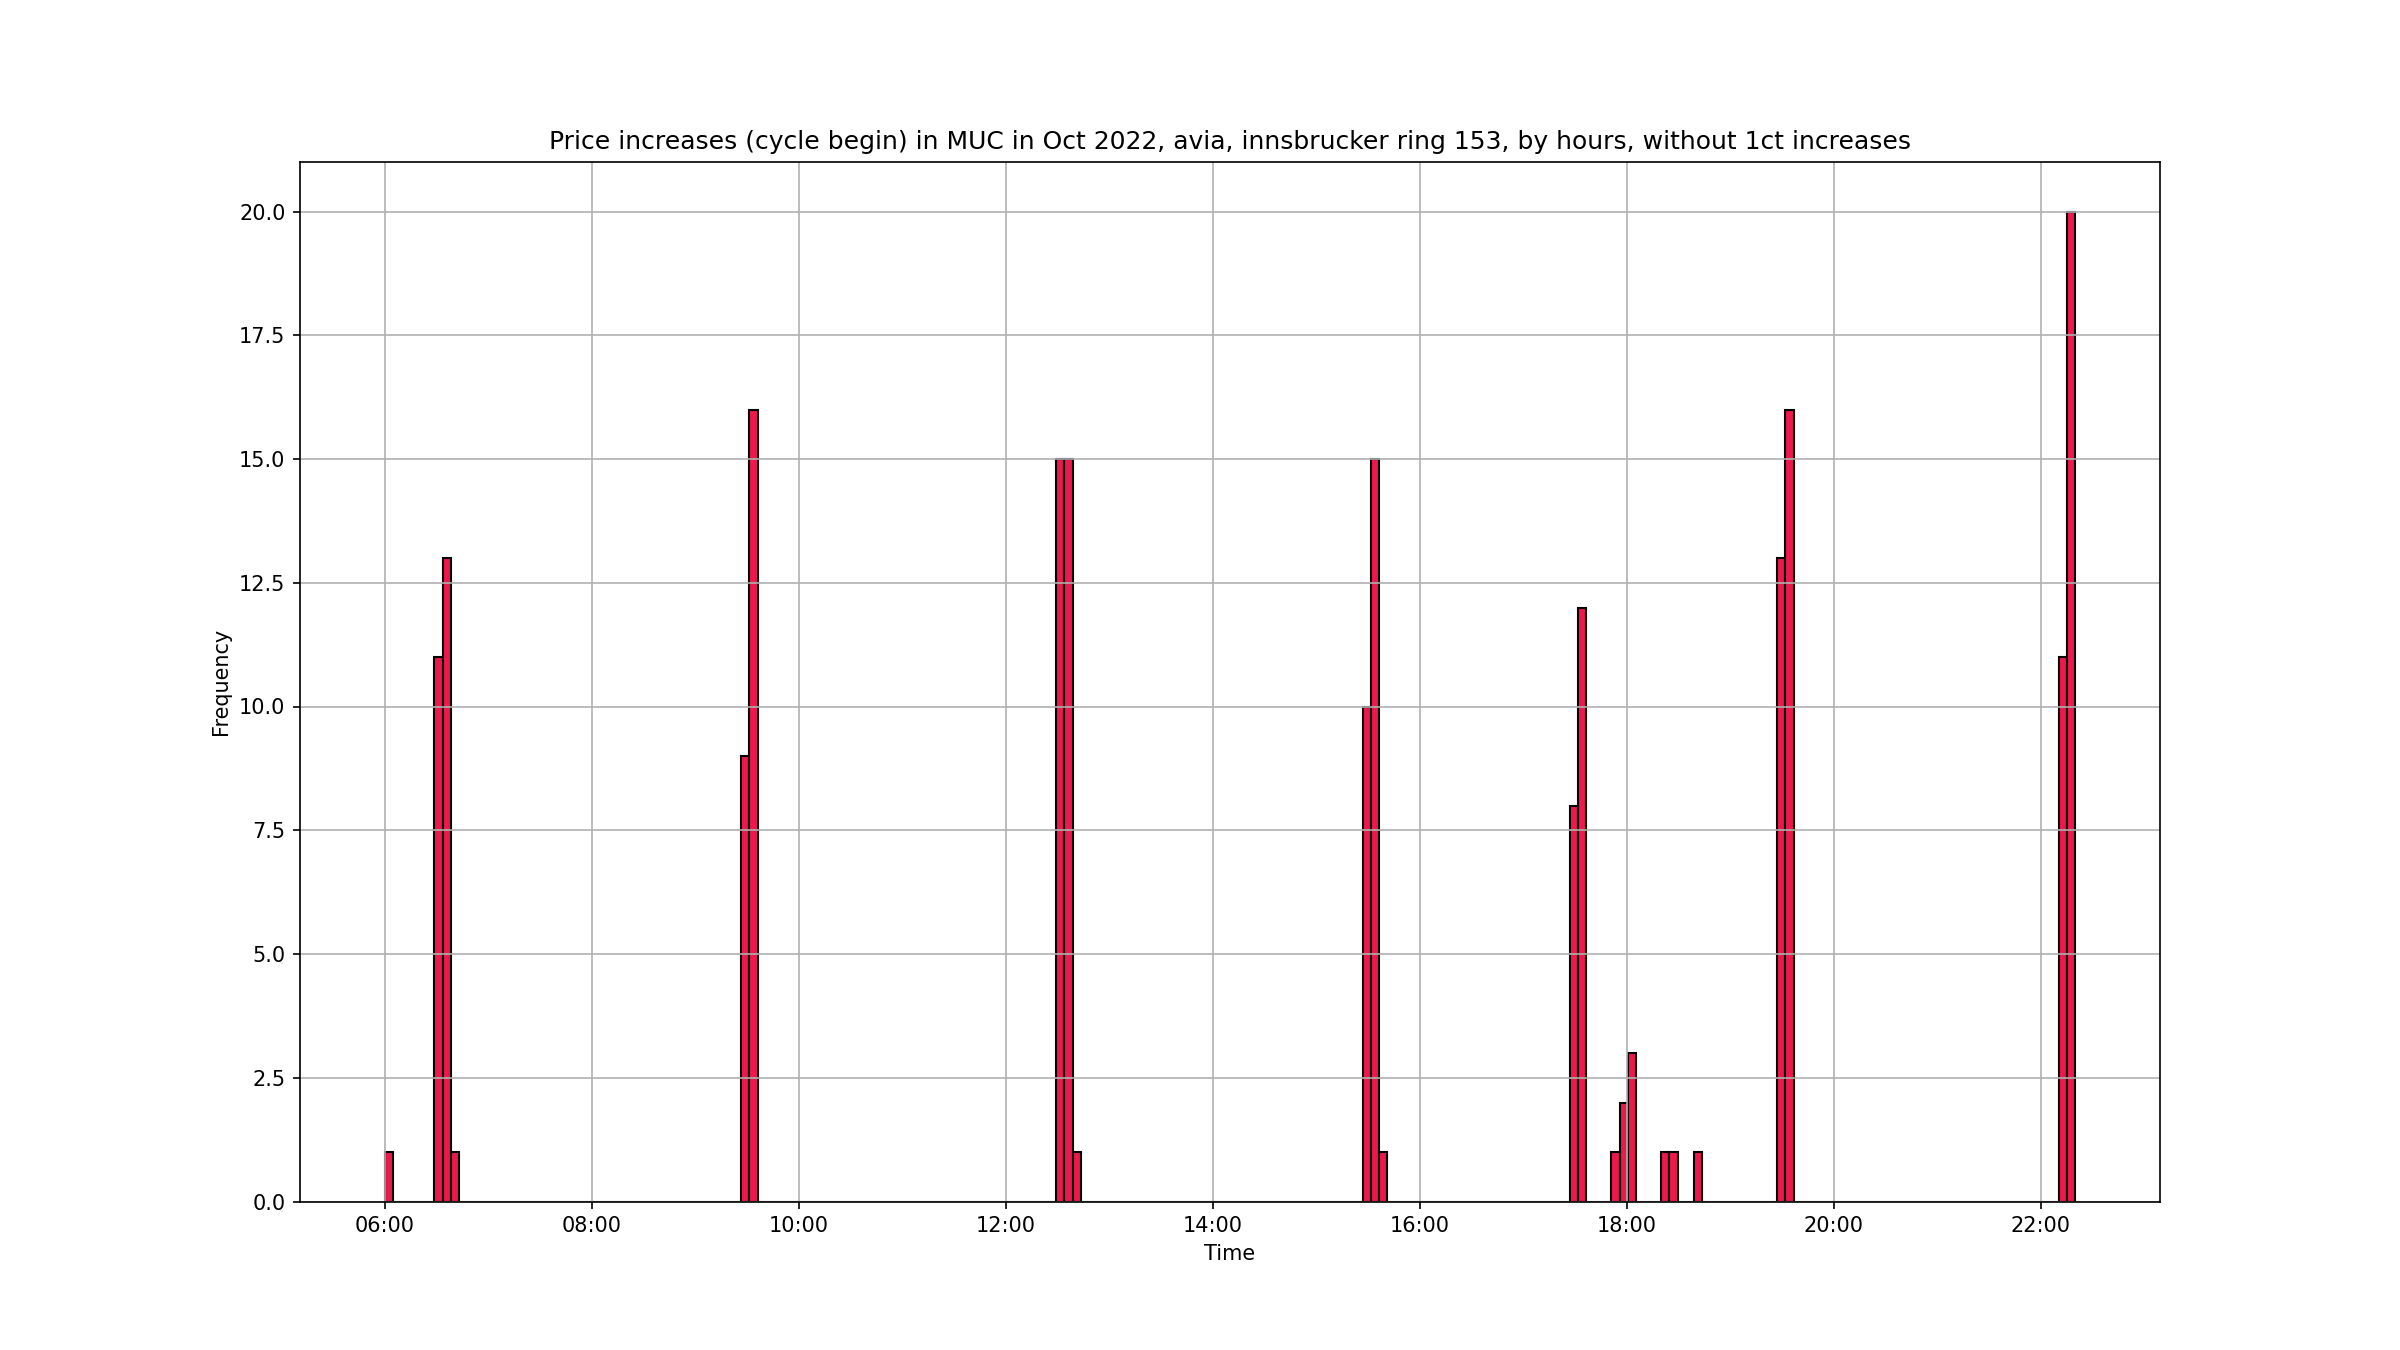 Price increases (cycle begin) in MUC in Oct 2022, avia, innsbrucker ring 153, by hours, without 1ct increases
20.0
17.5
15.0
12.5
10.0
7.5
5.0
2.5
0.0
Frequency
06:00 08:00 10:00 12:00 14:00 16:00 18:00 20:00 22:00
Time